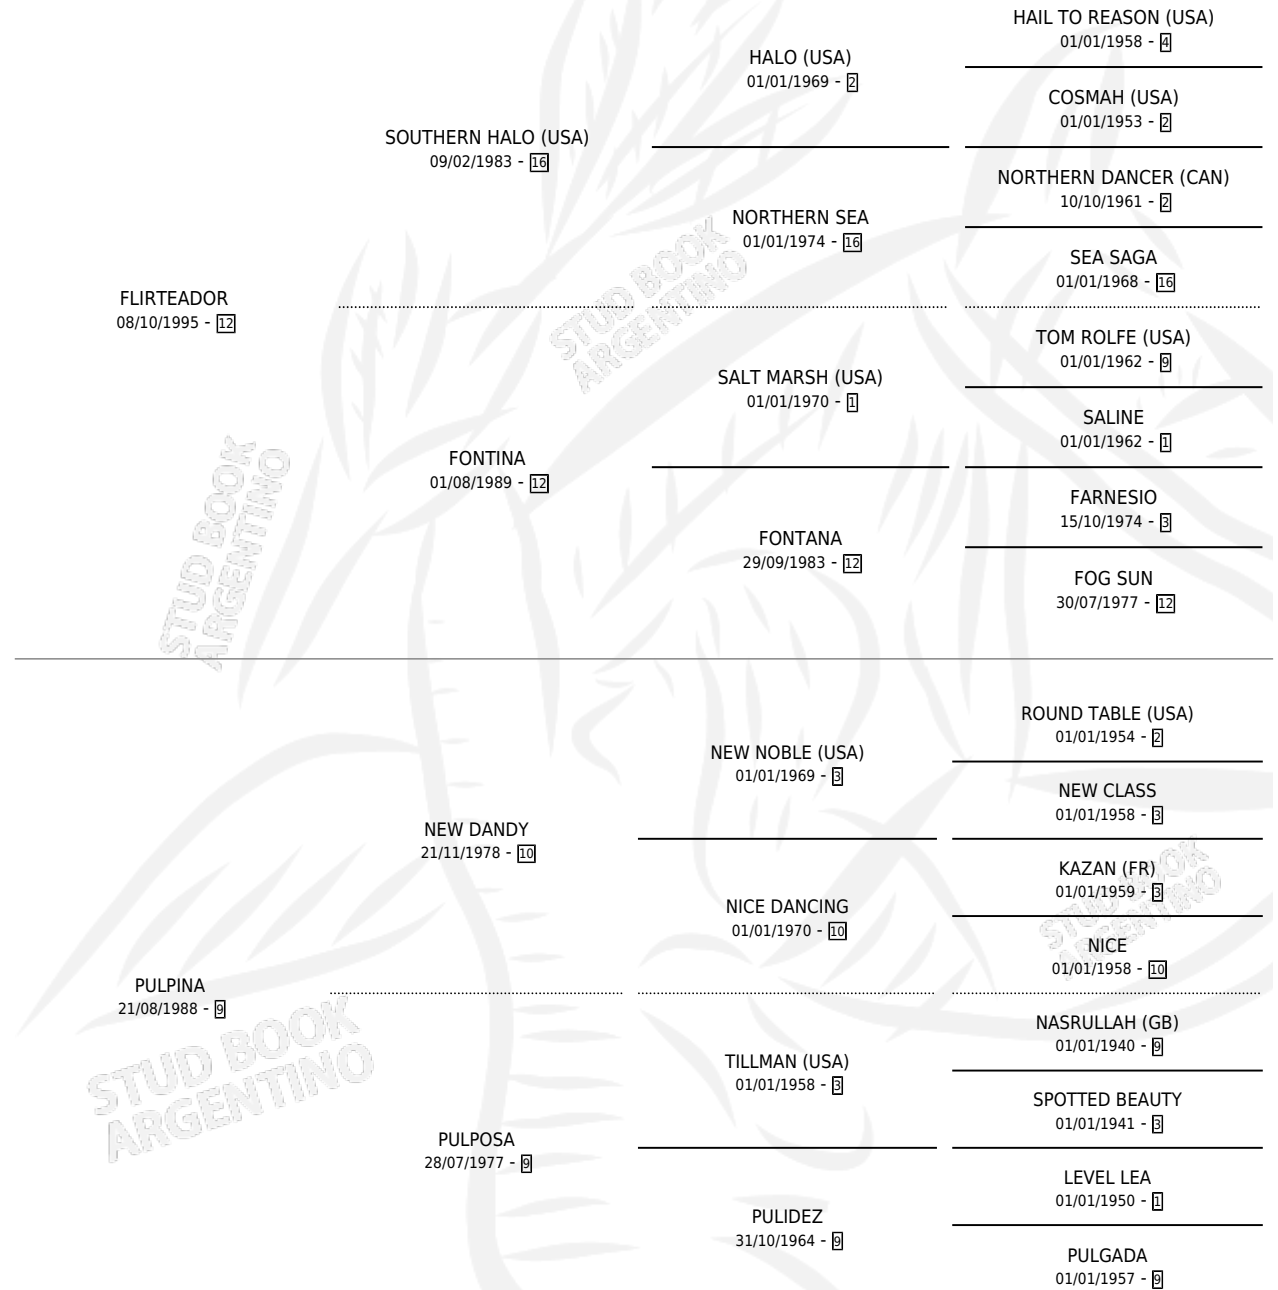 HAIL TO REASON (USA)
01/01/1958 - 4
HALO (USA)
01/01/1969 - 2
COSMAH (USA)
01/01/1953 - 2
SOUTHERN HALO (USA)
09/02/1983 - 16
NORTHERN DANCER (CAN)
10/10/1961 - 2
NORTHERN SEA
01/01/1974 - 16
SEA SAGA
01/01/1968 - 16
FLIRTEADOR
08/10/1995 - 12
STUD BOOK
ARGENTINO
TOM ROLFE (USA)
01/01/1962 - 9
SALT MARSH (USA)
01/01/1970 - 1
SALINE
01/01/1962 - 1
FONTINA
01/08/1989 - 12
FARNESIO
15/10/1974 - 3
FONTANA
29/09/1983 - 12
FOG SUN
30/07/1977 - 12
STUD BOOK
ARGENTINO
ROUND TABLE (USA)
01/01/1954 - 2
NEW NOBLE (USA)
01/01/1969 - 3
NEW CLASS
01/01/1958 - 3
NEW DANDY
21/11/1978 - 10
KAZAN (FR)
01/01/1959 - 3
NICE DANCING
01/01/1970 - 10
STUD BOOK
ARGENTINO
NICE
01/01/1958 - 10
PULPINA
21/08/1988 - 9
NASRULLAH (GB)
01/01/1940 - 9
STUD BOOK
ARGENTINO
TILLMAN (USA)
01/01/1958 - 3
SPOTTED BEAUTY
01/01/1941 - 3
PULPOSA
28/07/1977 - 9
LEVEL LEA
01/01/1950 - 1
PULIDEZ
31/10/1964 - 9
PULGADA
01/01/1957 - 9